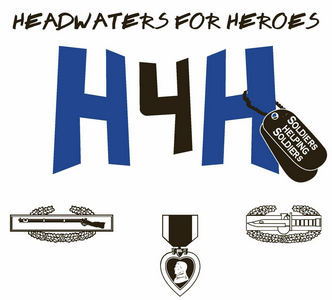 HEADWATERS FOR HEROES
H4H
SOLDIERS
HELPING
SOLDIERS